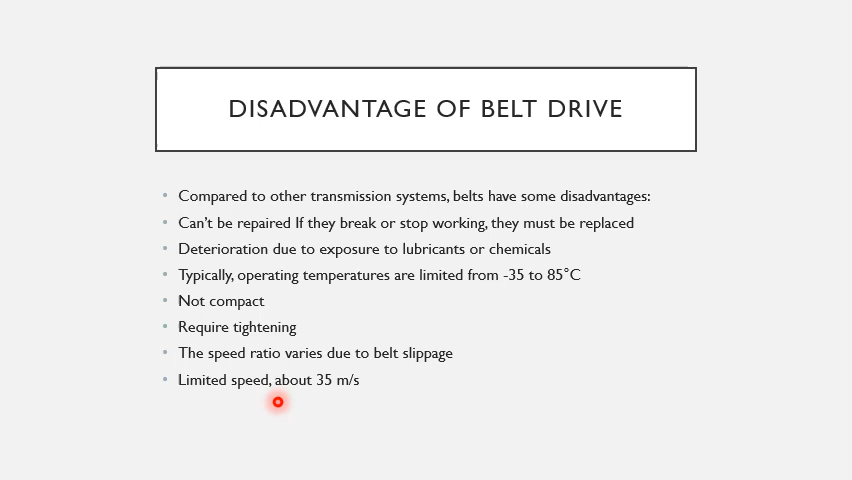 DISADVANTAGE OF BELT DRIVE
• Compared to other transmission systems, belts have some disadvantages:
• Can't be repaired If they break or stop working, they must be replaced
• Deterioration due to exposure to lubricants or chemicals
• Typically, operating temperatures are limited from -35 to 85°C
• Not compact
• Require tightening
• The speed ratio varies due to belt slippage
• Limited speed, about 35 m/s